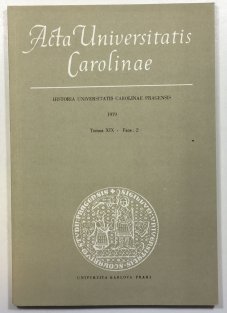 Acta Universitatis
Carolinae
HISTORIA UNIVERSITATIS CAROLINAE PRAGENSIS
1979
Tomus XIX - Fasc. 2
UNIVERZITA KARLOVA PRAHA